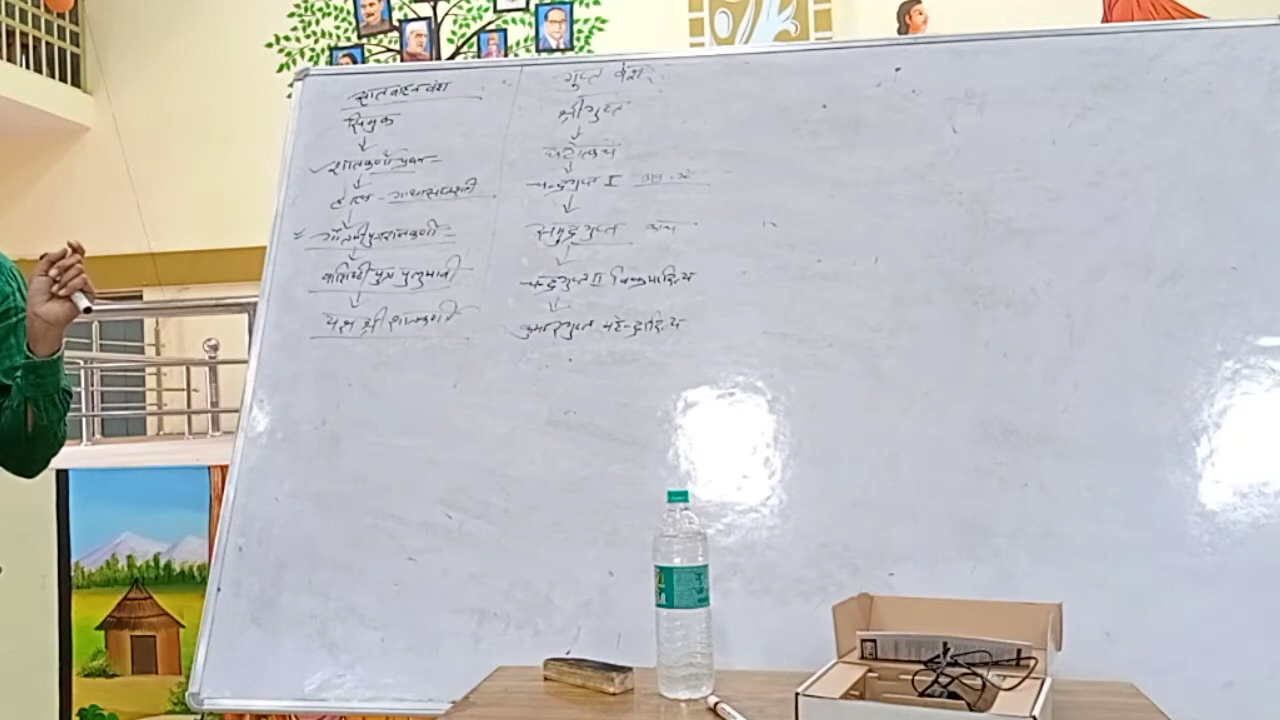 सातवाहन वंश
सिमुक
शातकर्णी प्रथम
हाल - गाथासप्तशती
गौतमीपुत्र शातकर्णी
वाशिष्ठी पुत्र पुलुमावी
यज्ञ श्री शातकर्णी
गुप्त वंश
श्रीगुप्त
घटोत्कच
चन्द्रगुप्त I
समुद्रगुप्त
चन्द्रगुप्त II विक्रमादित्य
कुमारगुप्त महेन्द्रादित्य